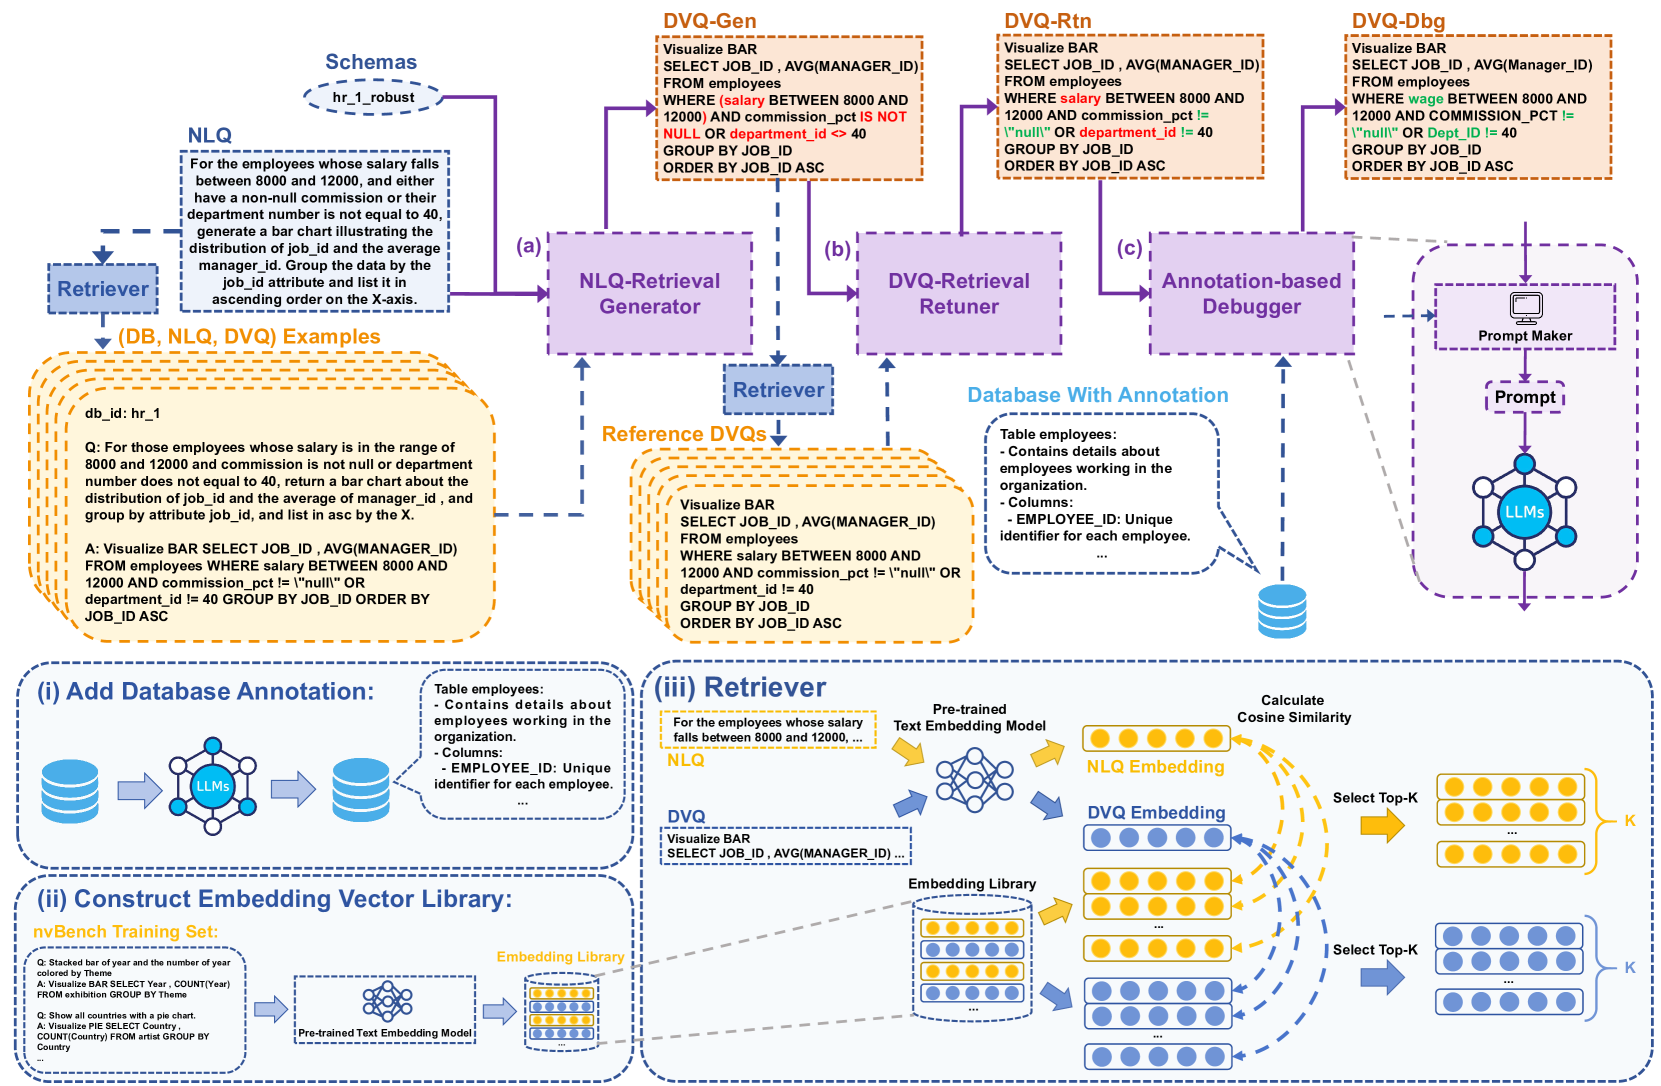 Schemas
hr_1_robust
NLQ
For the employees whose salary falls
between 8000 and 12000, and either
have a non-null commission or their
department number is not equal to 40,
generate a bar chart illustrating the
distribution of job_id and the average
manager_id. Group the data by the
job_id attribute and list it in
ascending order on the X-axis.
Retriever
(DB, NLQ, DVQ) Examples
db_id: hr_1
Q: For those employees whose salary is in the range of
8000 and 12000 and commission is not null or department
number does not equal to 40, return a bar chart about the
distribution of job_id and the average of manager_id , and
group by attribute job_id, and list in asc by the X.
A: Visualize BAR SELECT JOB_ID , AVG(MANAGER_ID)
FROM employees WHERE salary BETWEEN 8000 AND
12000 AND commission_pct != \"null\" OR
department_id != 40 GROUP BY JOB_ID ORDER BY
JOB_ID ASC
DVQ-Gen
Visualize BAR
SELECT JOB_ID , AVG(MANAGER_ID)
FROM employees
WHERE (salary BETWEEN 8000 AND
12000) AND commission_pct IS NOT
NULL OR department_id <> 40
GROUP BY JOB_ID
ORDER BY JOB_ID ASC
(a)
NLQ-Retrieval
Generator
Retriever
Reference DVQs
Visualize BAR
SELECT JOB_ID , AVG(MANAGER_ID)
FROM employees
WHERE salary BETWEEN 8000 AND
12000 AND commission_pct != \"null\" OR
department_id != 40
GROUP BY JOB_ID
ORDER BY JOB_ID ASC
DVQ-Rtn
Visualize BAR
SELECT JOB_ID , AVG(MANAGER_ID)
FROM employees
WHERE salary BETWEEN 8000 AND
12000 AND commission_pct !=
\"null\" OR department_id != 40
GROUP BY JOB_ID
ORDER BY JOB_ID ASC
(b)
DVQ-Retrieval
Retuner
DVQ-Dbg
Visualize BAR
SELECT JOB_ID , AVG(Manager_ID)
FROM employees
WHERE wage BETWEEN 8000 AND
12000 AND COMMISSION_PCT !=
\"null\" OR Dept_ID != 40
GROUP BY JOB_ID
ORDER BY JOB_ID ASC
(c)
Annotation-based
Debugger
Database With Annotation
Table employees:
- Contains details about
employees working in the
organization.
- Columns:
- EMPLOYEE_ID: Unique
identifier for each employee.
...
Prompt Maker
Prompt
LLMs
(i) Add Database Annotation:
LLMs
Table employees:
- Contains details about
employees working in the
organization.
- Columns:
- EMPLOYEE_ID: Unique
identifier for each employee.
...
(ii) Construct Embedding Vector Library:
nvBench Training Set:
Q: Stacked bar of year and the number of year
colored by Theme
A: Visualize BAR SELECT Year , COUNT(Year)
FROM exhibition GROUP BY Theme
Q: Show all countries with a pie chart.
A: Visualize PIE SELECT Country ,
COUNT(Country) FROM artist GROUP BY
Country
...
Pre-trained Text Embedding Model
Embedding Library
...
(iii) Retriever
For the employees whose salary
falls between 8000 and 12000, ...
NLQ
DVQ
Visualize BAR
SELECT JOB_ID , AVG(MANAGER_ID) ...
Pre-trained
Text Embedding Model
NLQ Embedding
DVQ Embedding
Calculate
Cosine Similarity
Embedding Library
...
...
...
Select Top-K
...
K
Select Top-K
...
K